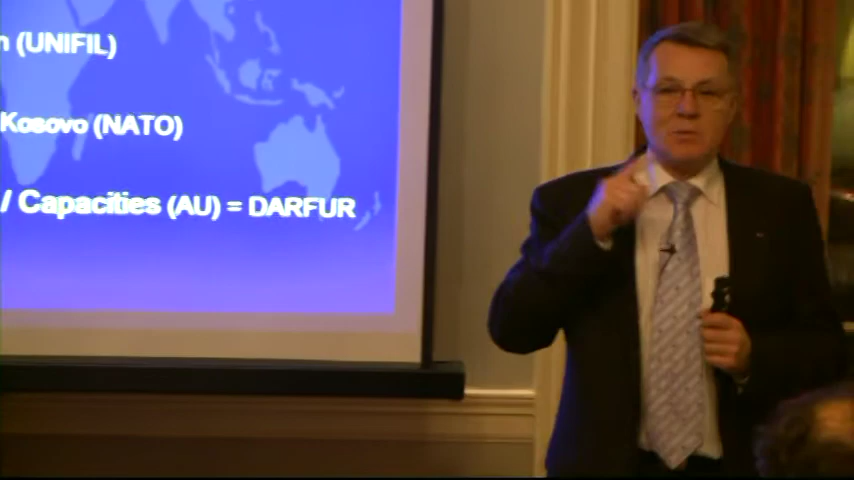 (UNIFIL)
Kosovo (NATO)
/ Capacities (AU) = DARFUR